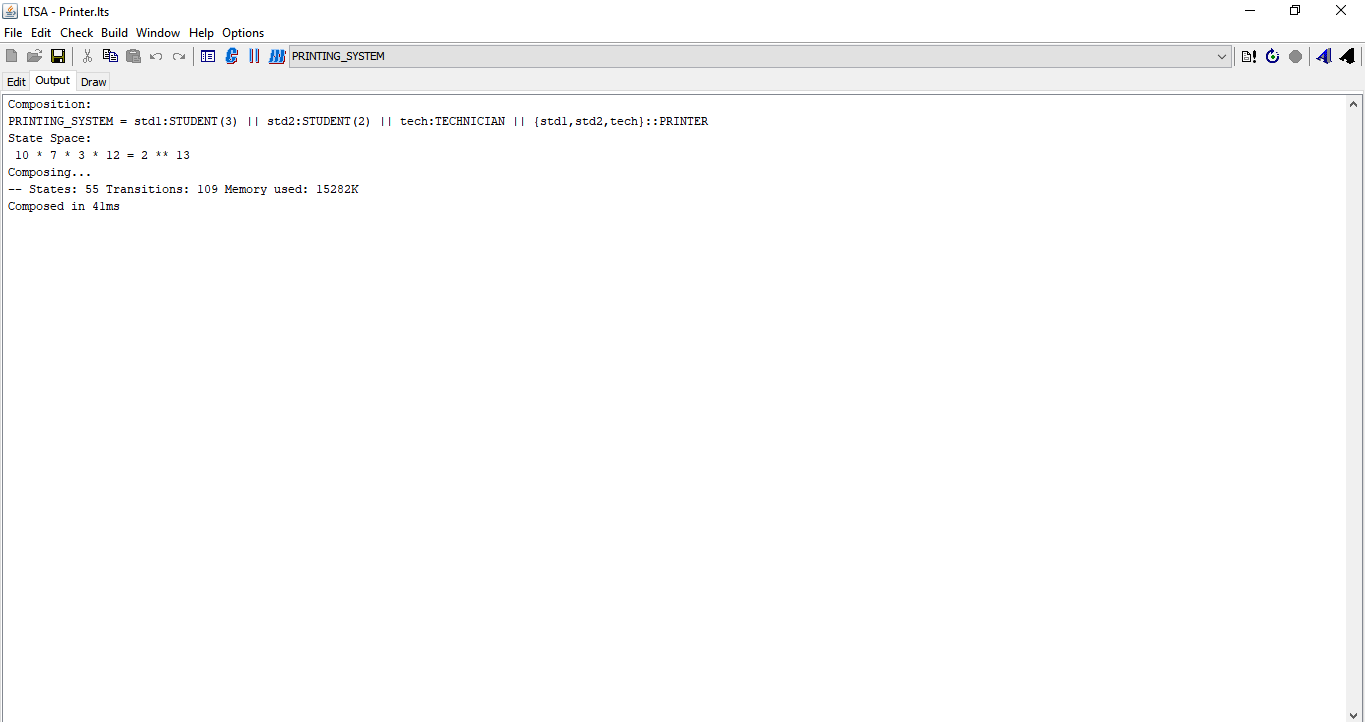 LTSA - Printer.lts
File Edit Check Build Window Help Options
PRINTING_SYSTEM
Edit Output Draw
Composition:
PRINTING_SYSTEM = std1:STUDENT(3) || std2:STUDENT(2) || tech:TECHNICIAN || {std1,std2,tech}::PRINTER
State Space:
10 * 7 * 3 * 12 = 2 ** 13
Composing...
-- States: 55 Transitions: 109 Memory used: 15282K
Composed in 41ms